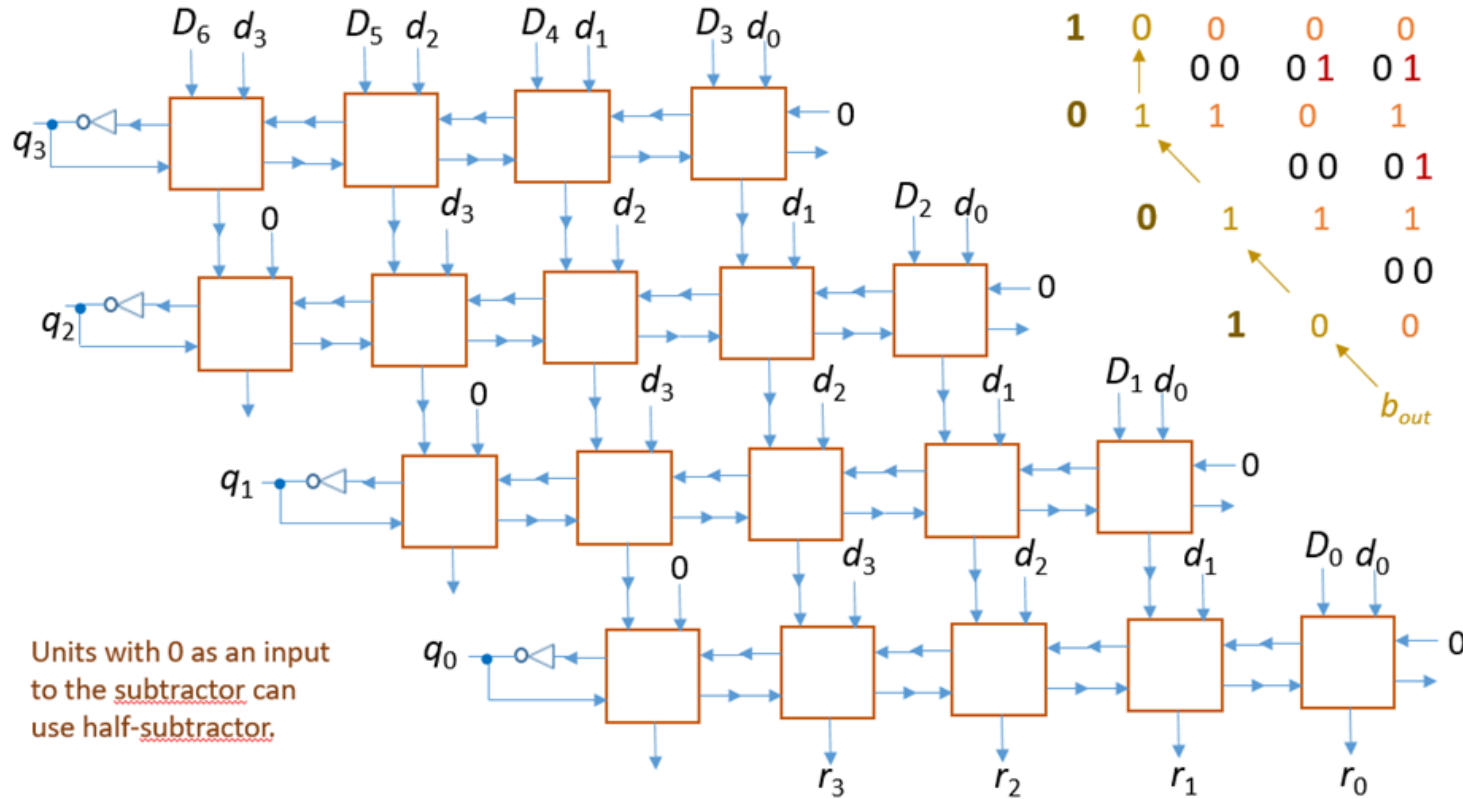 D6 d3 D5 d2 D4 d1 D3 d0
0
q3
0 d3 d2 d1 D2 d0
0
q2
0 d3 d2 d1 D1 d0
0
q1
0 d3 d2 d1 D0 d0
0
q0
r3 r2 r1 r0
Units with 0 as an input
to the subtractor can
use half-subtractor.
1 0 0 0 0
0 0 0 1 0 1
0 1 1 0 1
0 0 0 1
0 1 1 1
0 0
1 0 0
bout